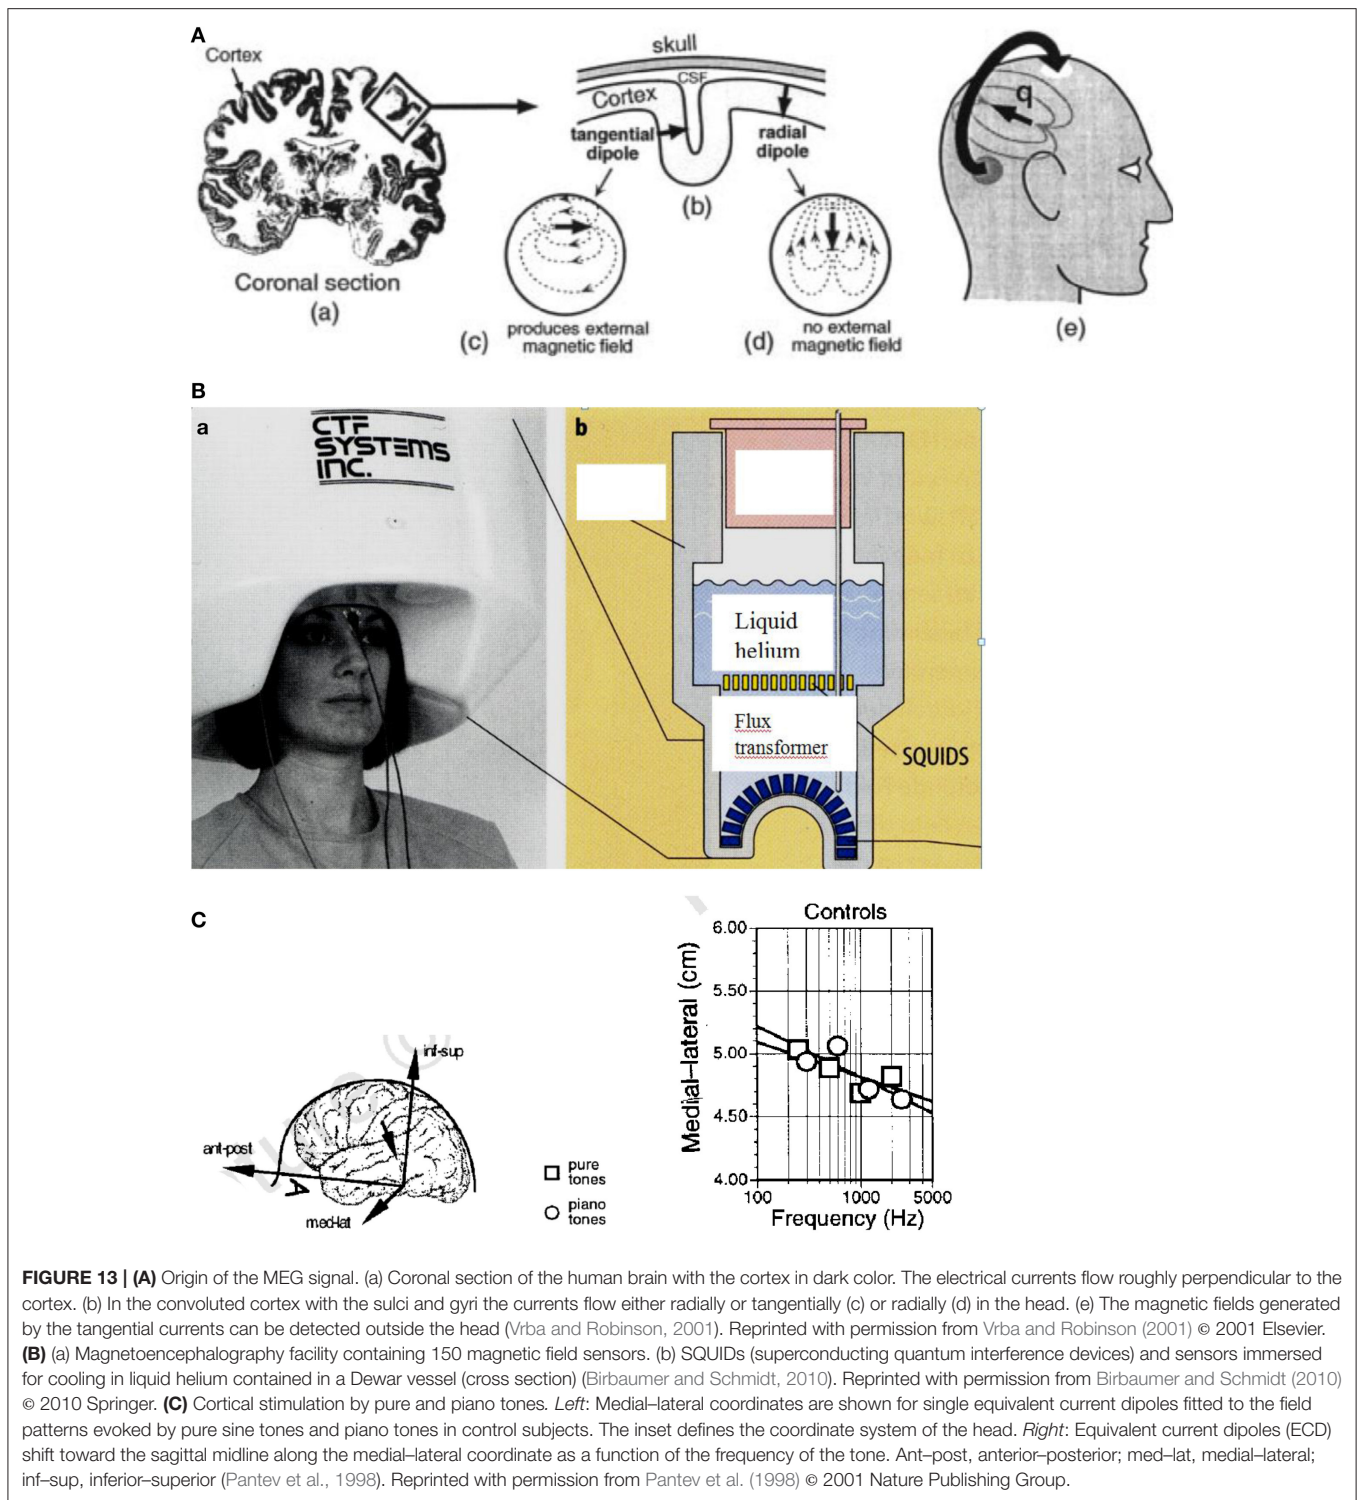 A
Cortex
Coronal section
(a)
skull
CSF
Cortex
tangential
dipole
radial
dipole
(b)
(c)
produces external
magnetic field
(d)
no external
magnetic field
q
(e)
B
a
CTF
SYSTEMS
INC.
b
Liquid
helium
Flux
transformer
SQUIDS
C
inf-sup
ant-post
A
med-lat
pure
tones
piano
tones
Controls
Medial–lateral (cm)
6.00
5.50
5.00
4.50
4.00
100
1000
5000
Frequency (Hz)
FIGURE 13 | (A) Origin of the MEG signal. (a) Coronal section of the human brain with the cortex in dark color. The electrical currents flow roughly perpendicular to the
cortex. (b) In the convoluted cortex with the sulci and gyri the currents flow either radially or tangentially (c) or radially (d) in the head. (e) The magnetic fields generated
by the tangential currents can be detected outside the head (Vrba and Robinson, 2001). Reprinted with permission from Vrba and Robinson (2001) © 2001 Elsevier.
(B) (a) Magnetoencephalography facility containing 150 magnetic field sensors. (b) SQUIDs (superconducting quantum interference devices) and sensors immersed
for cooling in liquid helium contained in a Dewar vessel (cross section) (Birbaumer and Schmidt, 2010). Reprinted with permission from Birbaumer and Schmidt (2010)
© 2010 Springer. (C) Cortical stimulation by pure and piano tones. Left: Medial–lateral coordinates are shown for single equivalent current dipoles fitted to the field
patterns evoked by pure sine tones and piano tones in control subjects. The inset defines the coordinate system of the head. Right: Equivalent current dipoles (ECD)
shift toward the sagittal midline along the medial–lateral coordinate as a function of the frequency of the tone. Ant–post, anterior–posterior; med–lat, medial–lateral;
inf–sup, inferior–superior (Pantev et al., 1998). Reprinted with permission from Pantev et al. (1998) © 2001 Nature Publishing Group.